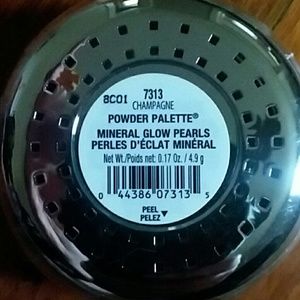 BC01 7313
CHAMPAGNE
POWDER PALETTE®
MINERAL GLOW PEARLS
PERLES D'ÉCLAT MINÉRAL
Net Wt./Poids net: 0.17 Oz. / 4.9 g
0 44386 07313 5
PEEL
PELEZ